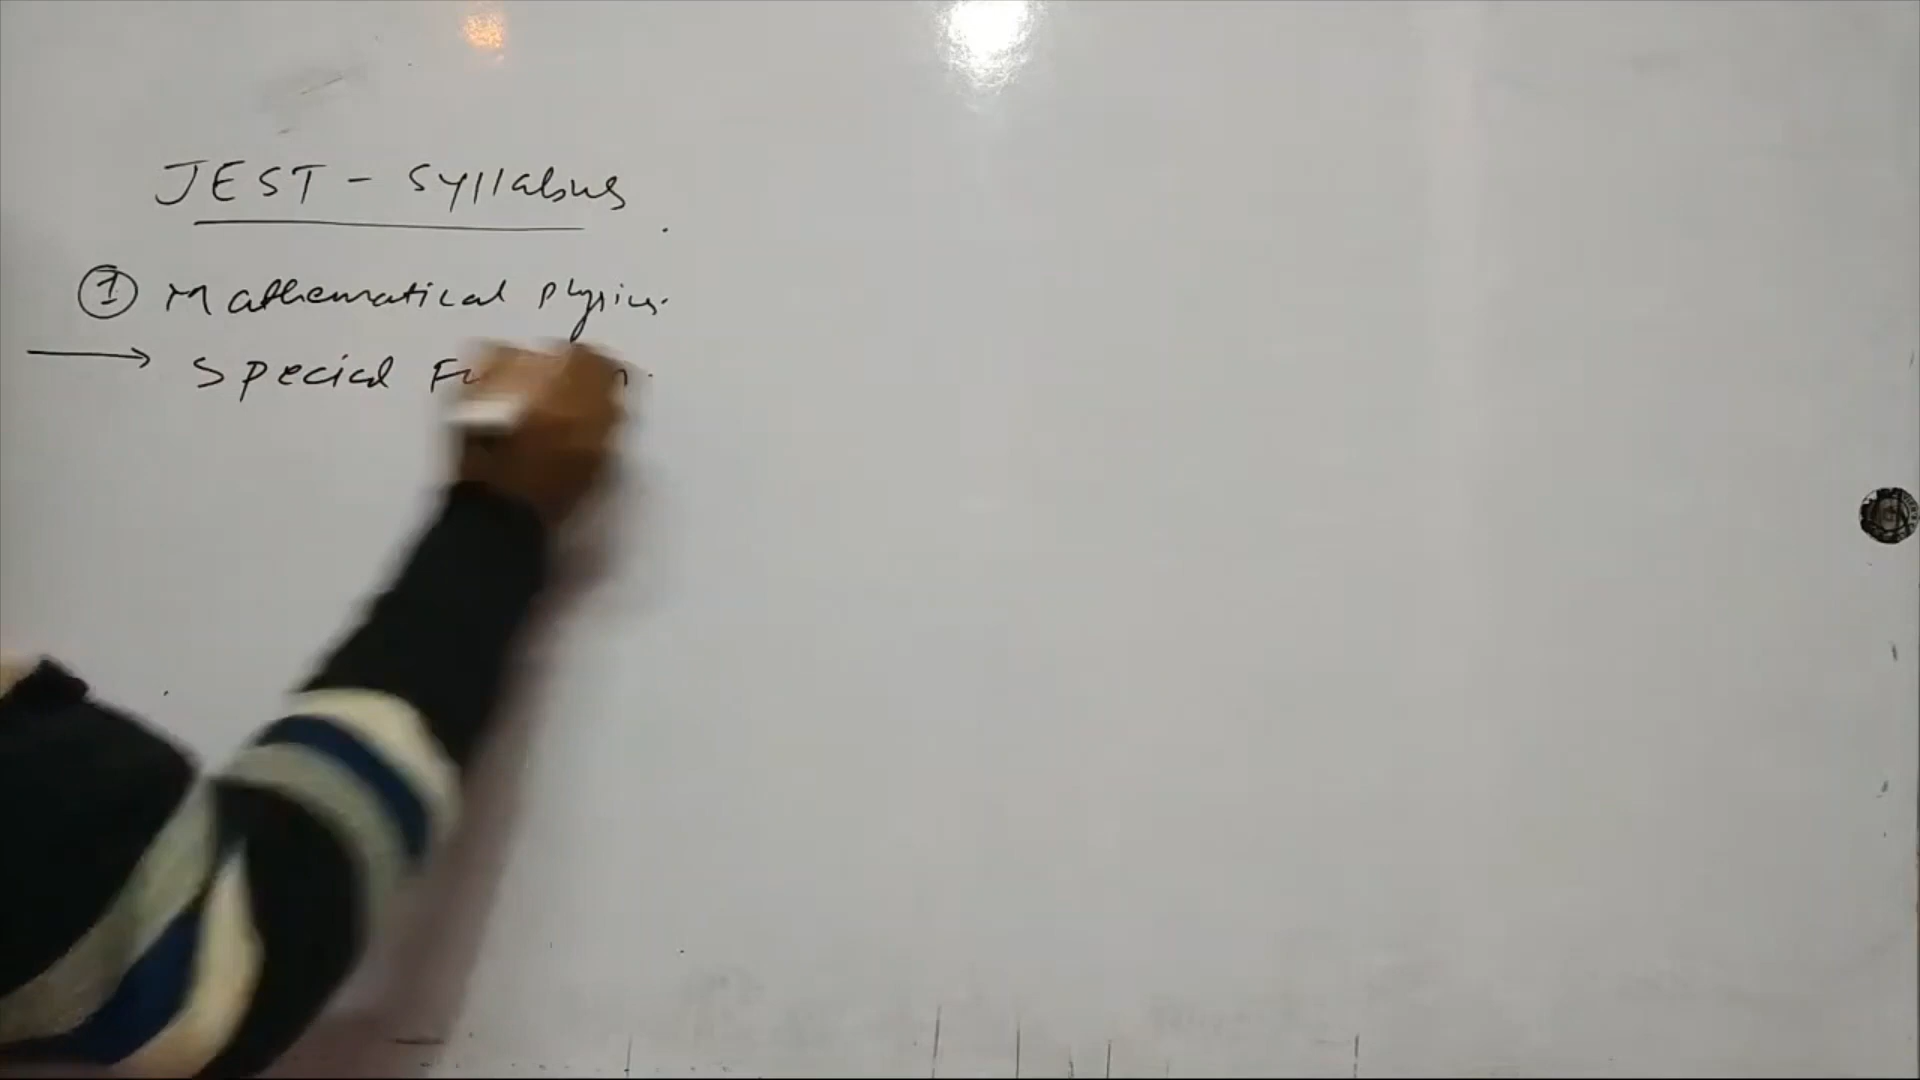 JEST - Syllabus
① Mathematical Physics.
→ Special